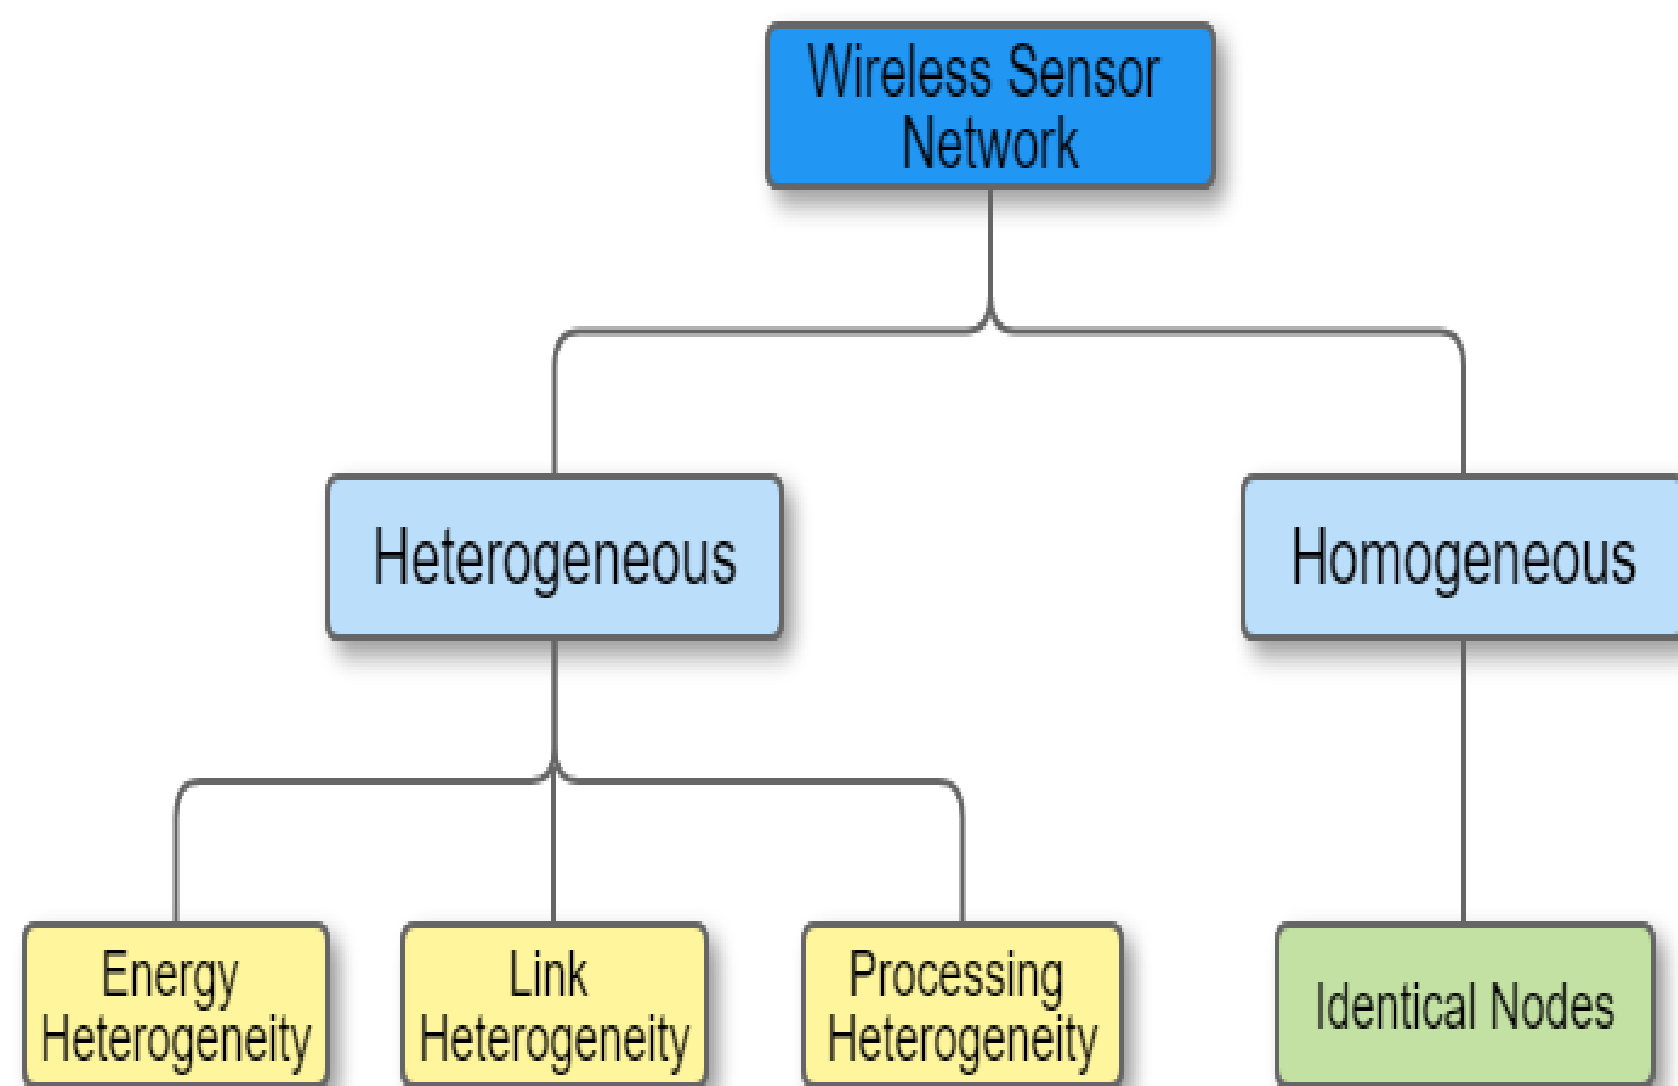 Wireless Sensor
Network
Heterogeneous
Homogeneous
Energy
Heterogeneity
Link
Heterogeneity
Processing
Heterogeneity
Identical Nodes